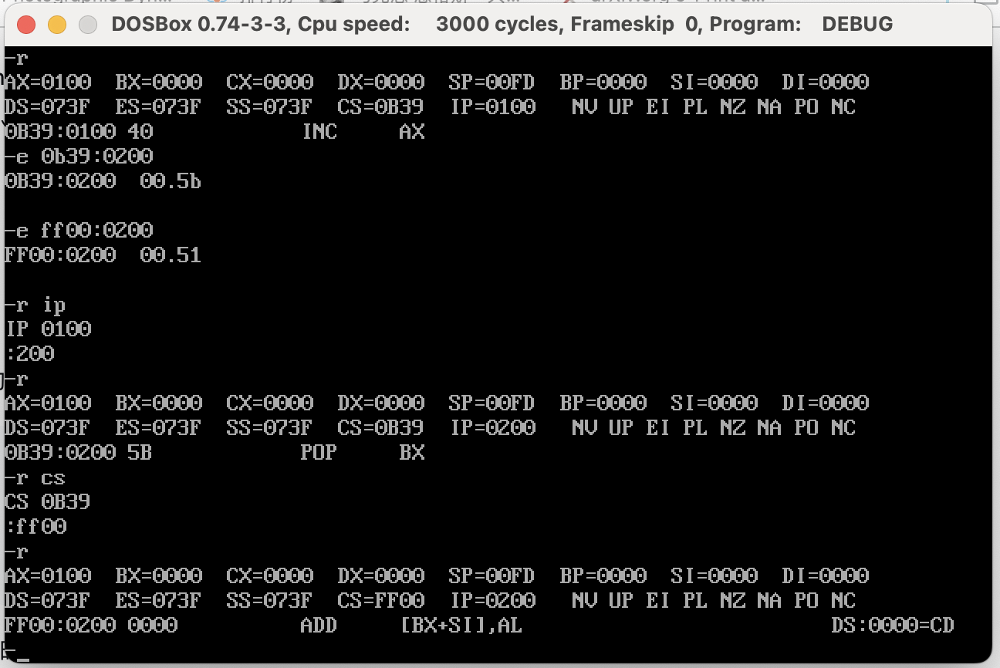 DOSBox 0.74-3-3, Cpu speed: 3000 cycles, Frameskip 0, Program: DEBUG
-r
AX=0100 BX=0000 CX=0000 DX=0000 SP=00FD BP=0000 SI=0000 DI=0000
DS=073F ES=073F SS=073F CS=0B39 IP=0100 NV UP EI PL NZ NA PO NC
0B39:0100 40 INC AX
-e 0b39:0200
0B39:0200 00.5b
-e ff00:0200
FF00:0200 00.51
-r ip
IP 0100
:200
-r
AX=0100 BX=0000 CX=0000 DX=0000 SP=00FD BP=0000 SI=0000 DI=0000
DS=073F ES=073F SS=073F CS=0B39 IP=0200 NV UP EI PL NZ NA PO NC
0B39:0200 5B POP BX
-r cs
CS 0B39
:ff00
-r
AX=0100 BX=0000 CX=0000 DX=0000 SP=00FD BP=0000 SI=0000 DI=0000
DS=073F ES=073F SS=073F CS=FF00 IP=0200 NV UP EI PL NZ NA PO NC
FF00:0200 0000 ADD [BX+SI],AL DS:0000=CD
-_